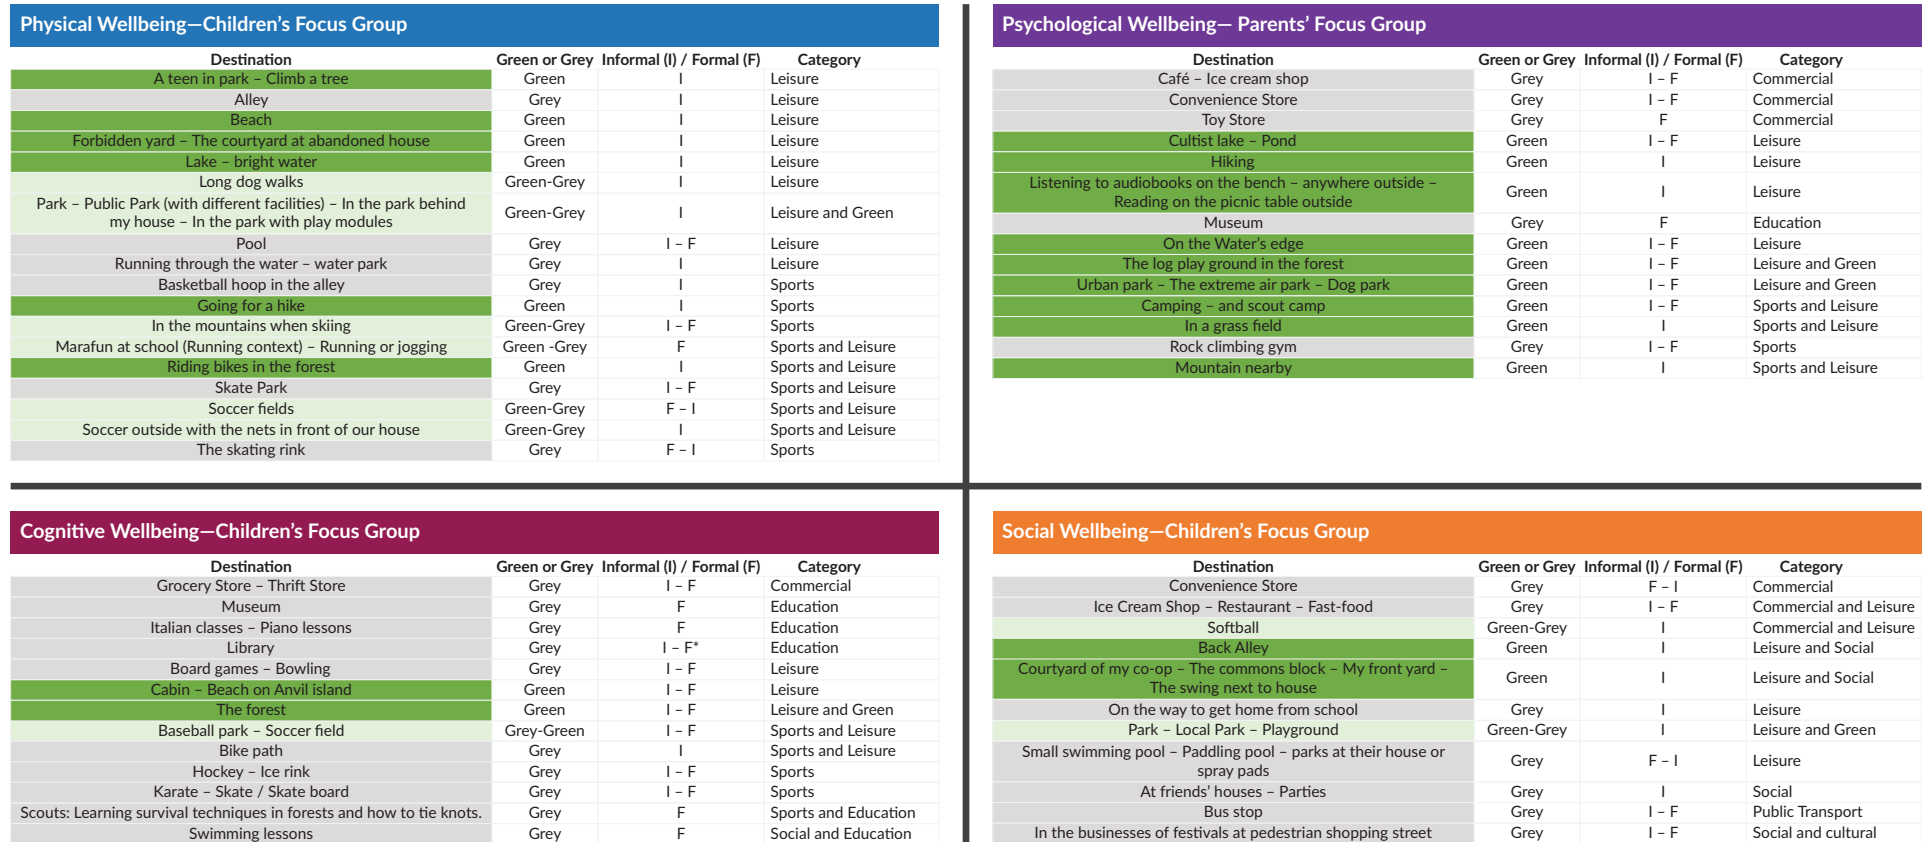 Physical Wellbeing—Children's Focus Group
Destination Green or Grey Informal (I) / Formal (F) Category
A teen in park – Climb a tree Green I Leisure
Alley Grey I Leisure
Beach Green I Leisure
Forbidden yard – The courtyard at abandoned house Green I Leisure
Lake – bright water Green I Leisure
Long dog walks Green-Grey I Leisure
Park – Public Park (with different facilities) – In the park behind
my house – In the park with play modules Green-Grey I Leisure and Green
Pool Grey I – F Leisure
Running through the water – water park Grey I Leisure
Basketball hoop in the alley Grey I Sports
Going for a hike Green I Sports
In the mountains when skiing Green-Grey I – F Sports
Marafun at school (Running context) – Running or jogging Green -Grey F Sports and Leisure
Riding bikes in the forest Green I Sports and Leisure
Skate Park Grey I – F Sports and Leisure
Soccer fields Green-Grey F – I Sports and Leisure
Soccer outside with the nets in front of our house Green-Grey I Sports and Leisure
The skating rink Grey F – I Sports
Psychological Wellbeing— Parents' Focus Group
Destination Green or Grey Informal (I) / Formal (F) Category
Café – Ice cream shop Grey I – F Commercial
Convenience Store Grey I – F Commercial
Toy Store Grey F Commercial
Cultist lake – Pond Green I – F Leisure
Hiking Green I Leisure
Listening to audiobooks on the bench – anywhere outside –
Reading on the picnic table outside Green I Leisure
Museum Grey F Education
On the Water's edge Green I – F Leisure
The log play ground in the forest Green I – F Leisure and Green
Urban park – The extreme air park – Dog park Green I – F Leisure and Green
Camping – and scout camp Green I – F Sports and Leisure
In a grass field Green I Sports and Leisure
Rock climbing gym Grey I – F Sports
Mountain nearby Green I Sports and Leisure
Cognitive Wellbeing—Children's Focus Group
Destination Green or Grey Informal (I) / Formal (F) Category
Grocery Store – Thrift Store Grey I – F Commercial
Museum Grey F Education
Italian classes – Piano lessons Grey F Education
Library Grey I – F* Education
Board games – Bowling Grey I – F Leisure
Cabin – Beach on Anvil island Green I – F Leisure
The forest Green I – F Leisure and Green
Baseball park – Soccer field Grey-Green I – F Sports and Leisure
Bike path Grey I Sports and Leisure
Hockey – Ice rink Grey I – F Sports
Karate – Skate / Skate board Grey I – F Sports
Scouts: Learning survival techniques in forests and how to tie knots. Grey F Sports and Education
Swimming lessons Grey F Social and Education
Social Wellbeing—Children's Focus Group
Destination Green or Grey Informal (I) / Formal (F) Category
Convenience Store Grey F – I Commercial
Ice Cream Shop – Restaurant – Fast-food Grey I – F Commercial and Leisure
Softball Green-Grey I Commercial and Leisure
Back Alley Green I Leisure and Social
Courtyard of my co-op – The commons block – My front yard –
The swing next to house Green I Leisure and Social
On the way to get home from school Grey I Leisure
Park – Local Park – Playground Green-Grey I Leisure and Green
Small swimming pool – Paddling pool – parks at their house or
spray pads Grey F – I Leisure
At friends' houses – Parties Grey I Social
Bus stop Grey I – F Public Transport
In the businesses of festivals at pedestrian shopping street Grey I – F Social and cultural